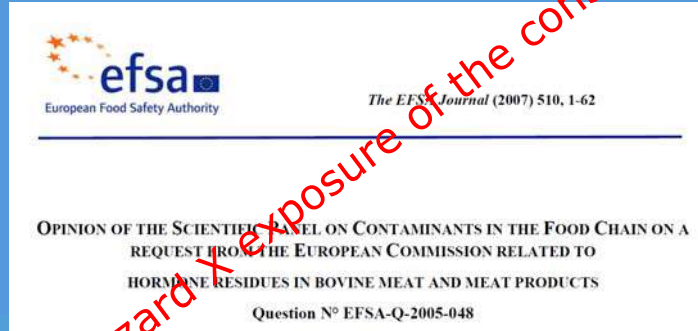 efsa
European Food Safety Authority
The EFSA Journal (2007) 510, 1-62
OPINION OF THE SCIENTIFIC PANEL ON CONTAMINANTS IN THE FOOD CHAIN ON A
REQUEST FROM THE EUROPEAN COMMISSION RELATED TO
HORMONE RESIDUES IN BOVINE MEAT AND MEAT PRODUCTS
Question N° EFSA-Q-2005-048
X exposure of the